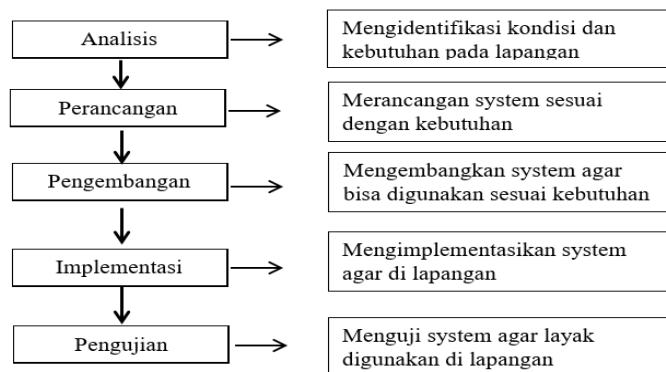 Analisis
Mengidentifikasi kondisi dan
kebutuhan pada lapangan
Perancangan
Merancangan system sesuai
dengan kebutuhan
Pengembangan
Mengembangkan system agar
bisa digunakan sesuai kebutuhan
Implementasi
Mengimplementasikan system
agar di lapangan
Pengujian
Menguji system agar layak
digunakan di lapangan